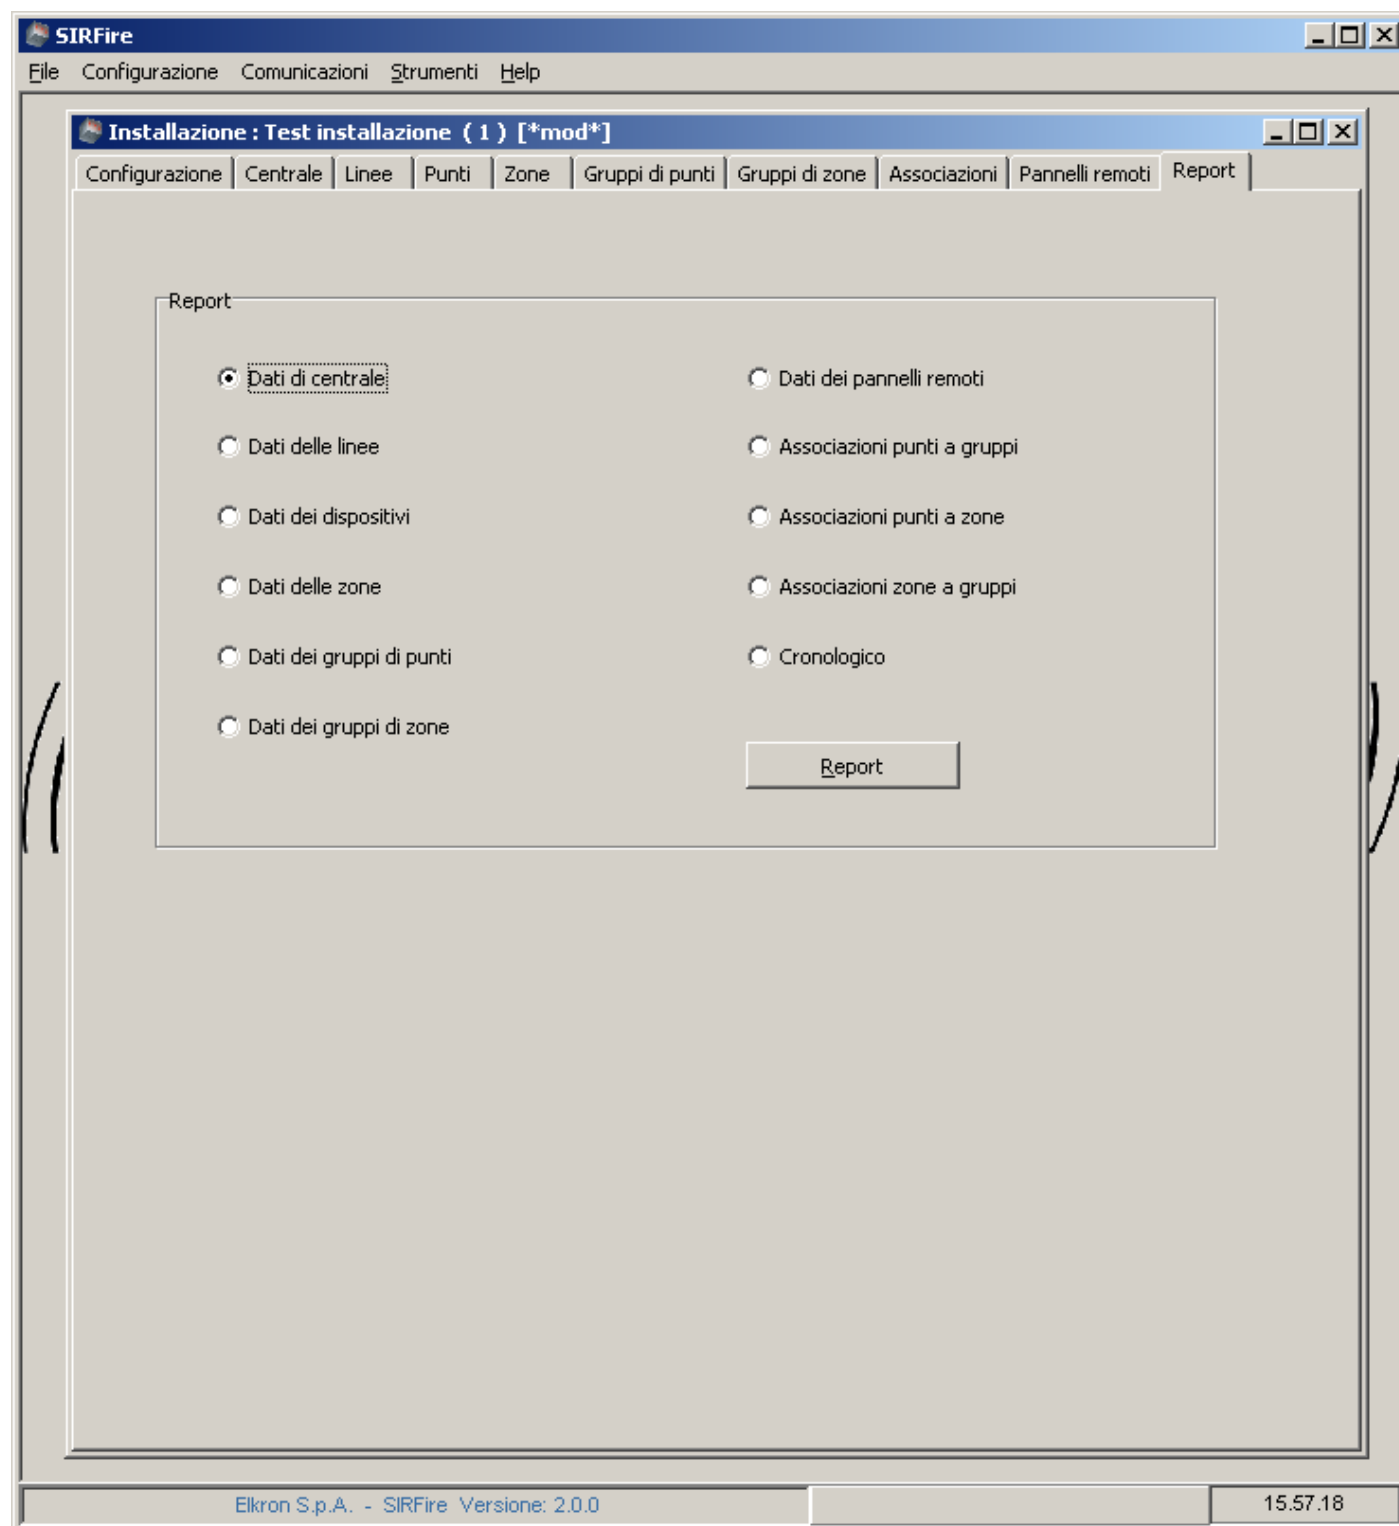 SIRFire
File Configurazione Comunicazioni Strumenti Help
Installazione : Test installazione ( 1 ) [*mod*]
Configurazione Centrale Linee Punti Zone Gruppi di punti Gruppi di zone Associazioni Pannelli remoti Report
Report
Dati di centrale
Dati delle linee
Dati dei dispositivi
Dati delle zone
Dati dei gruppi di punti
Dati dei gruppi di zone
Dati dei pannelli remoti
Associazioni punti a gruppi
Associazioni punti a zone
Associazioni zone a gruppi
Cronologico
Report
Elkron S.p.A. - SIRFire Versione: 2.0.0
15.57.18